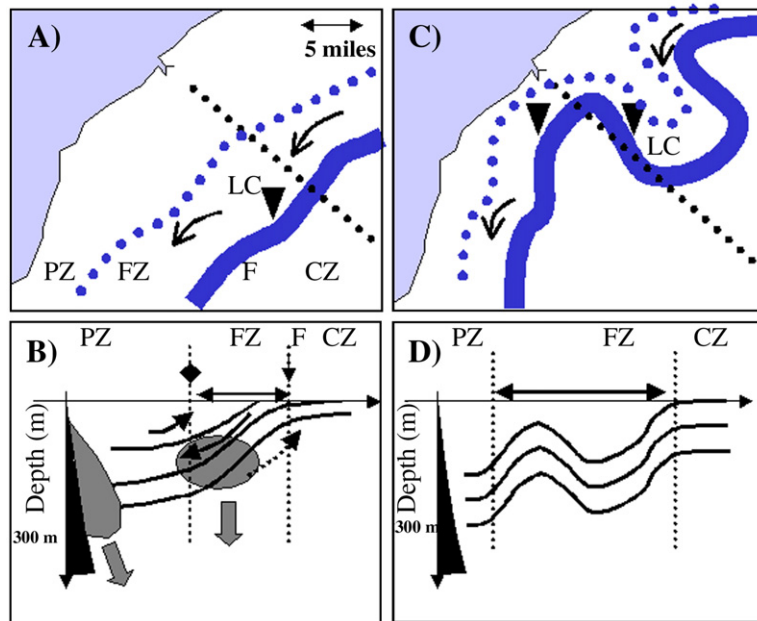 A)
5 miles
LC
PZ FZ F CZ
C)
LC
B) PZ FZ F CZ
Depth (m)
300 m
D) PZ FZ CZ
Depth (m)
300 m